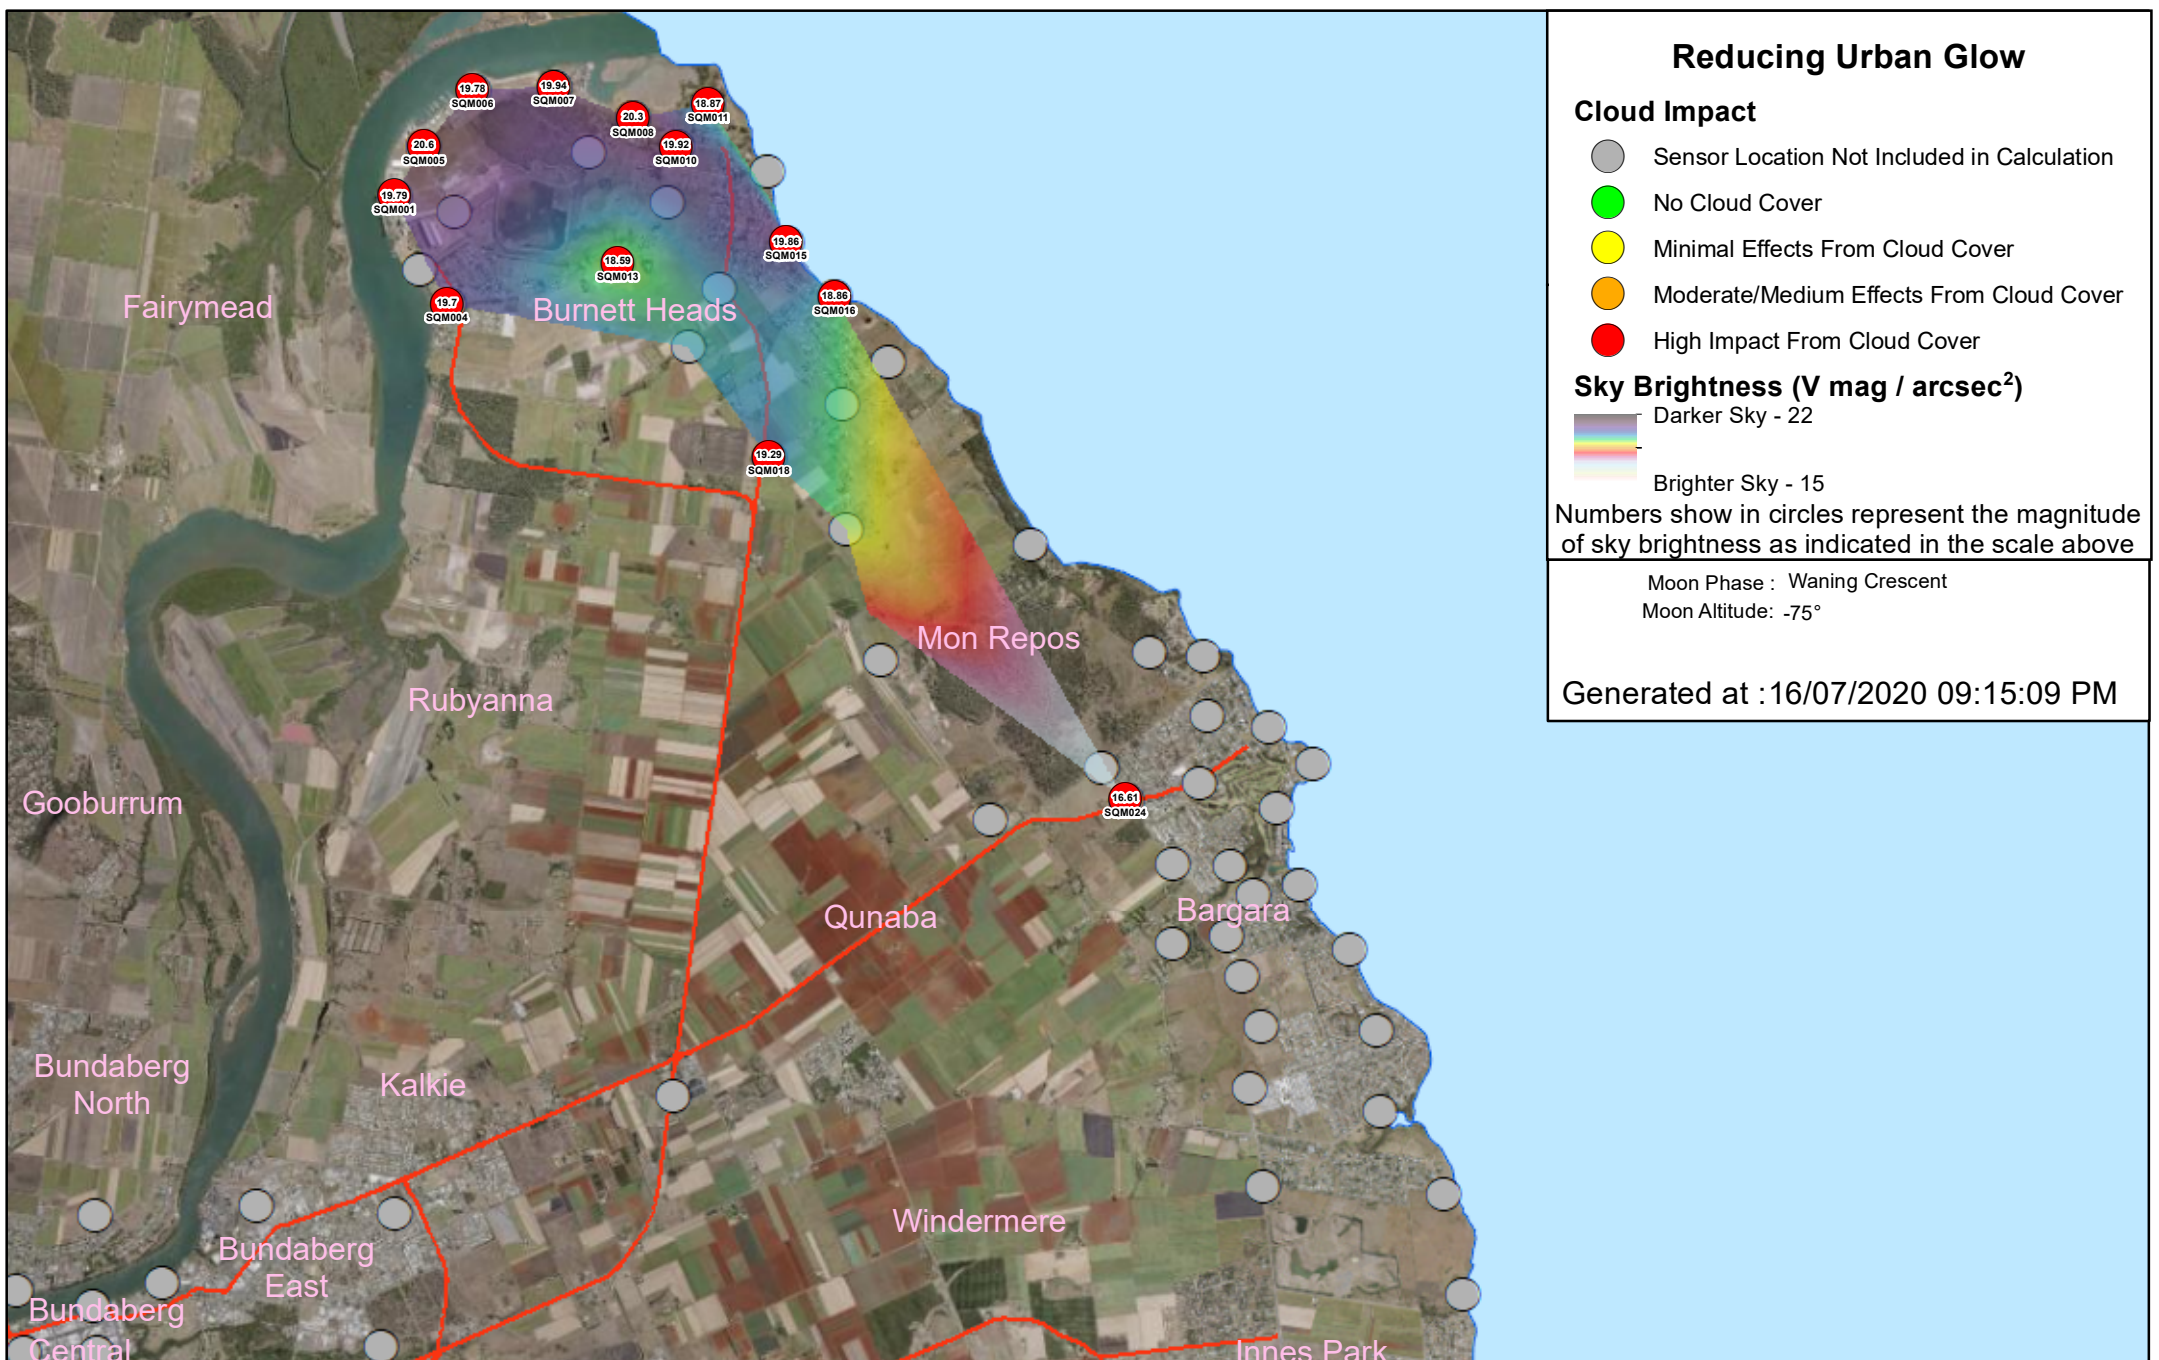 Reducing Urban Glow
Cloud Impact
Sensor Location Not Included in Calculation
No Cloud Cover
Minimal Effects From Cloud Cover
Moderate/Medium Effects From Cloud Cover
High Impact From Cloud Cover
Sky Brightness (V mag / arcsec²)
Darker Sky - 22
Brighter Sky - 15
Numbers show in circles represent the magnitude
of sky brightness as indicated in the scale above
Moon Phase : Waning Crescent
Moon Altitude: -75°
Generated at :16/07/2020 09:15:09 PM
19.78
SQM006
19.94
SQM007
20.3
SQM008
18.87
SQM011
20.6
SQM005
19.92
SQM010
19.79
SQM001
19.86
SQM015
18.59
SQM013
19.7
SQM004
18.86
SQM016
Fairymead
Burnett Heads
19.29
SQM018
Mon Repos
Rubyanna
Gooburrum
16.61
SQM024
Qunaba
Bargara
Bundaberg
North
Kalkie
Windermere
Bundaberg
East
Bundaberg
Central
Innes Park